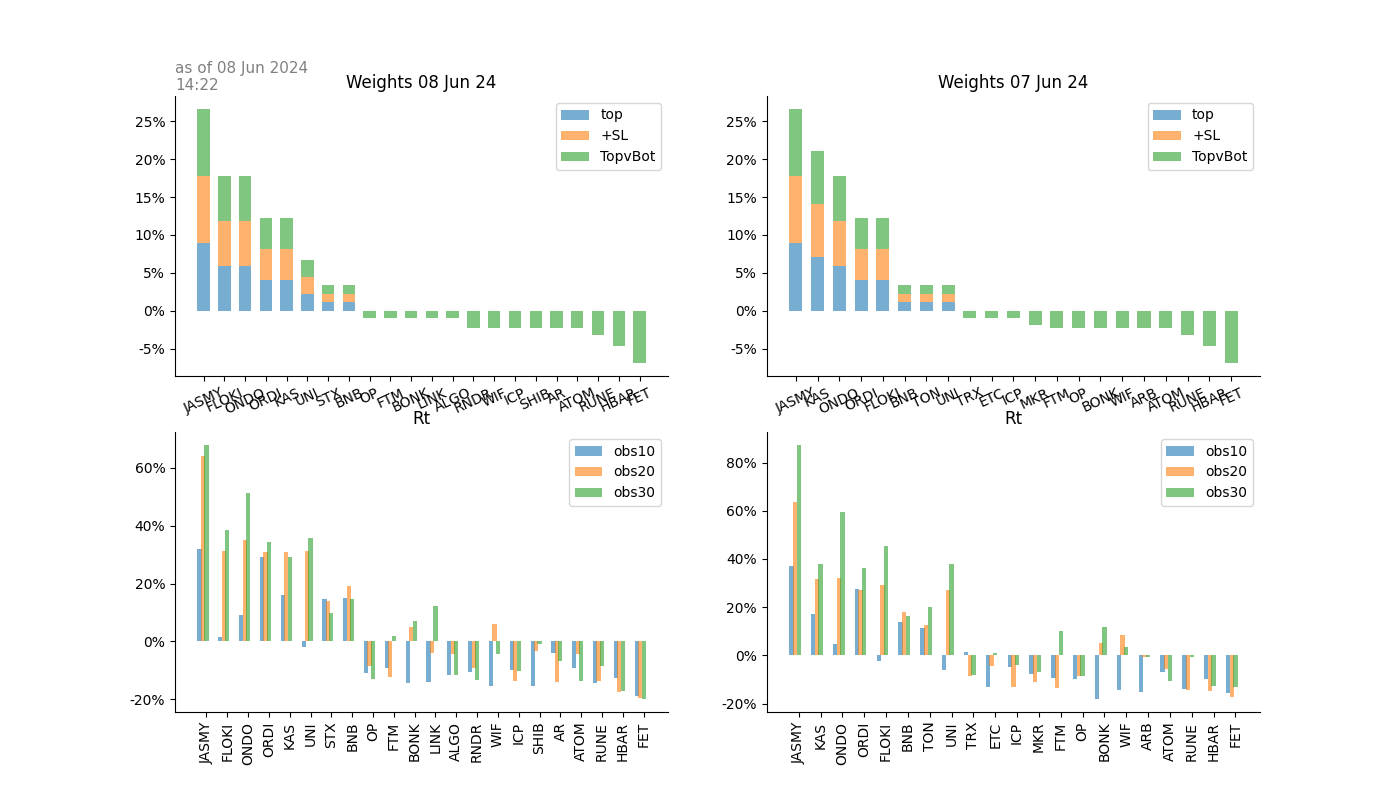 as of 08 Jun 2024
14:22
Weights 08 Jun 24
25%
20%
15%
10%
5%
0%
-5%
top
+SL
TopvBot
JASMY FLOKI ONDO ORDI KAS UNI STX BNB OP FTM BONK LINK ALGO RNDR WIF ICP SHIB AR ATOM RUNE HBAR FET
Weights 07 Jun 24
25%
20%
15%
10%
5%
0%
-5%
top
+SL
TopvBot
JASMY KAS ONDO ORDI FLOKI BNB TON UNI TRX ETC ICP MKR FTM OP BONK WIF ARB AR ATOM RUNE HBAR FET
Rt
60%
40%
20%
0%
-20%
obs10
obs20
obs30
JASMY FLOKI ONDO ORDI KAS UNI STX BNB OP FTM BONK LINK ALGO RNDR WIF ICP SHIB AR ATOM RUNE HBAR FET
Rt
80%
60%
40%
20%
0%
-20%
obs10
obs20
obs30
JASMY KAS ONDO ORDI FLOKI BNB TON UNI TRX ETC ICP MKR FTM OP BONK WIF ARB ATOM RUNE HBAR FET